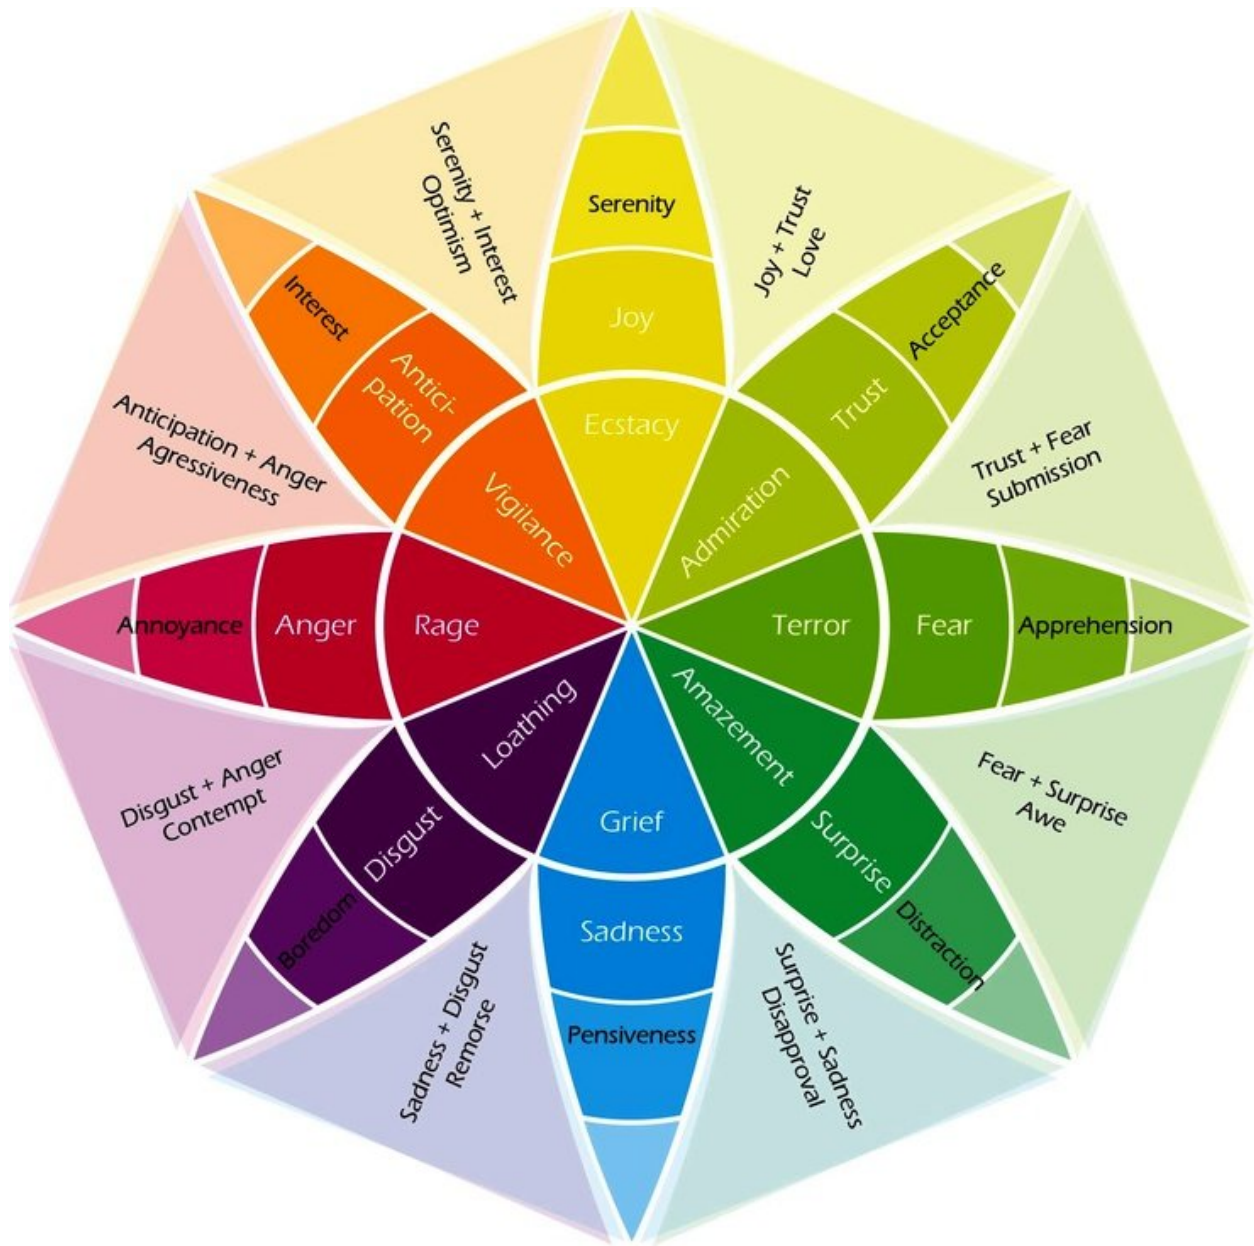 Serenity + Interest
Optimism
Serenity
Joy
Ecstacy
Joy + Trust
Love
Acceptance
Trust
Admiration
Trust + Fear
Submission
Terror
Fear
Apprehension
Fear + Surprise
Awe
Amazement
Surprise
Distraction
Surprise + Sadness
Disapproval
Grief
Sadness
Pensiveness
Sadness + Disgust
Remorse
Loathing
Disgust
Boredom
Disgust + Anger
Contempt
Annoyance
Anger
Rage
Anticipation + Anger
Agressiveness
Interest
Antici-
pation
Vigilance